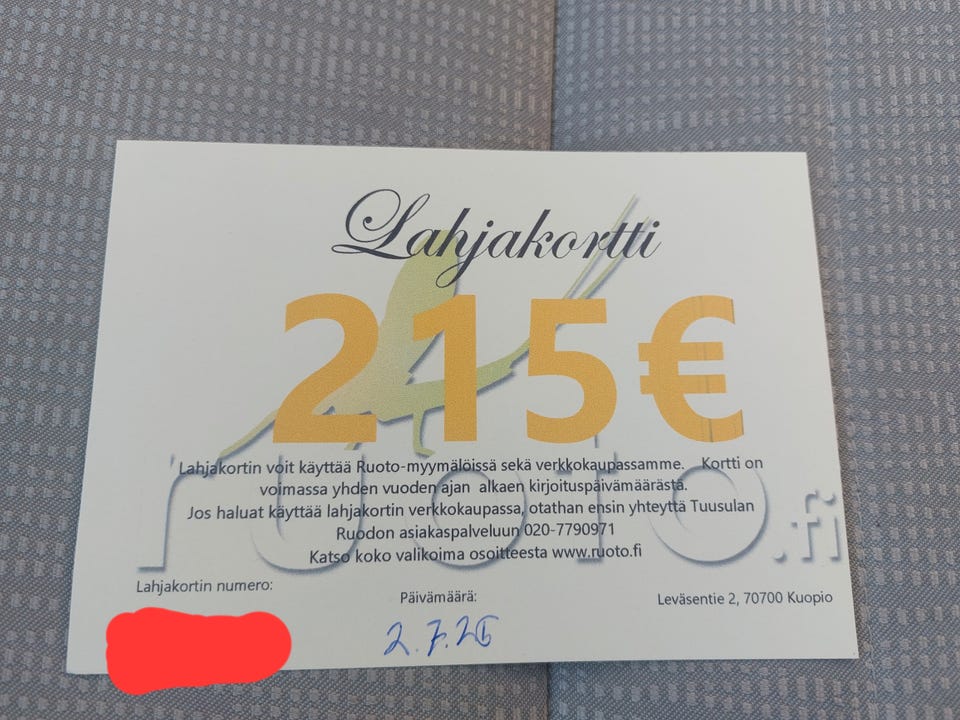 Lahjakortti
215€
Lahjakortin voit käyttää Ruoto-myymälöissä sekä verkkokaupassamme. Kortti on
voimassa yhden vuoden ajan alkaen kirjoituspäivämäärästä.
Jos haluat käyttää lahjakortin verkkokaupassa, otathan ensin yhteyttä Tuusulan
Ruodon asiakaspalveluun 020-7790971
Katso koko valikoima osoitteesta www.ruoto.fi
ruoto.fi
Lahjakortin numero:
Päivämäärä:
Leväsentie 2, 70700 Kuopio
2.7.